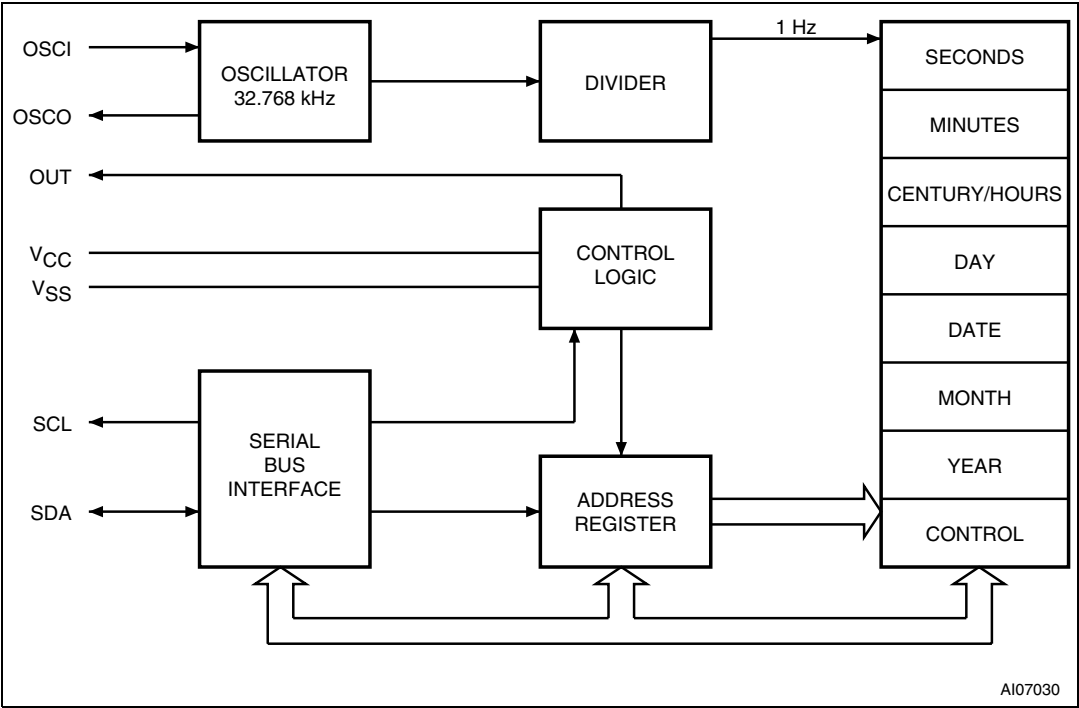 OSCI
OSCO
OSCILLATOR
32.768 kHz
DIVIDER
1 Hz
OUT
VCC
VSS
CONTROL
LOGIC
SCL
SDA
SERIAL
BUS
INTERFACE
ADDRESS
REGISTER
SECONDS
MINUTES
CENTURY/HOURS
DAY
DATE
MONTH
YEAR
CONTROL
AI07030